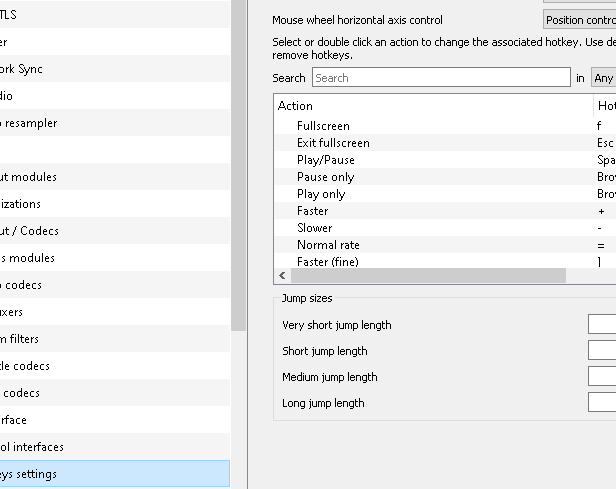 TLS
er
ork Sync
dio
o resampler
ut modules
izations
ut / Codecs
s modules
o codecs
uxers
m filters
tle codecs
codecs
rface
ol interfaces
eys settings
Mouse wheel horizontal axis control
Position contro
Select or double click an action to change the associated hotkey. Use de
remove hotkeys.
Search Search in Any
Action Hot
Fullscreen f
Exit fullscreen Esc
Play/Pause Spa
Pause only Brov
Play only Brov
Faster +
Slower -
Normal rate =
Faster (fine) ]
Jump sizes
Very short jump length
Short jump length
Medium jump length
Long jump length